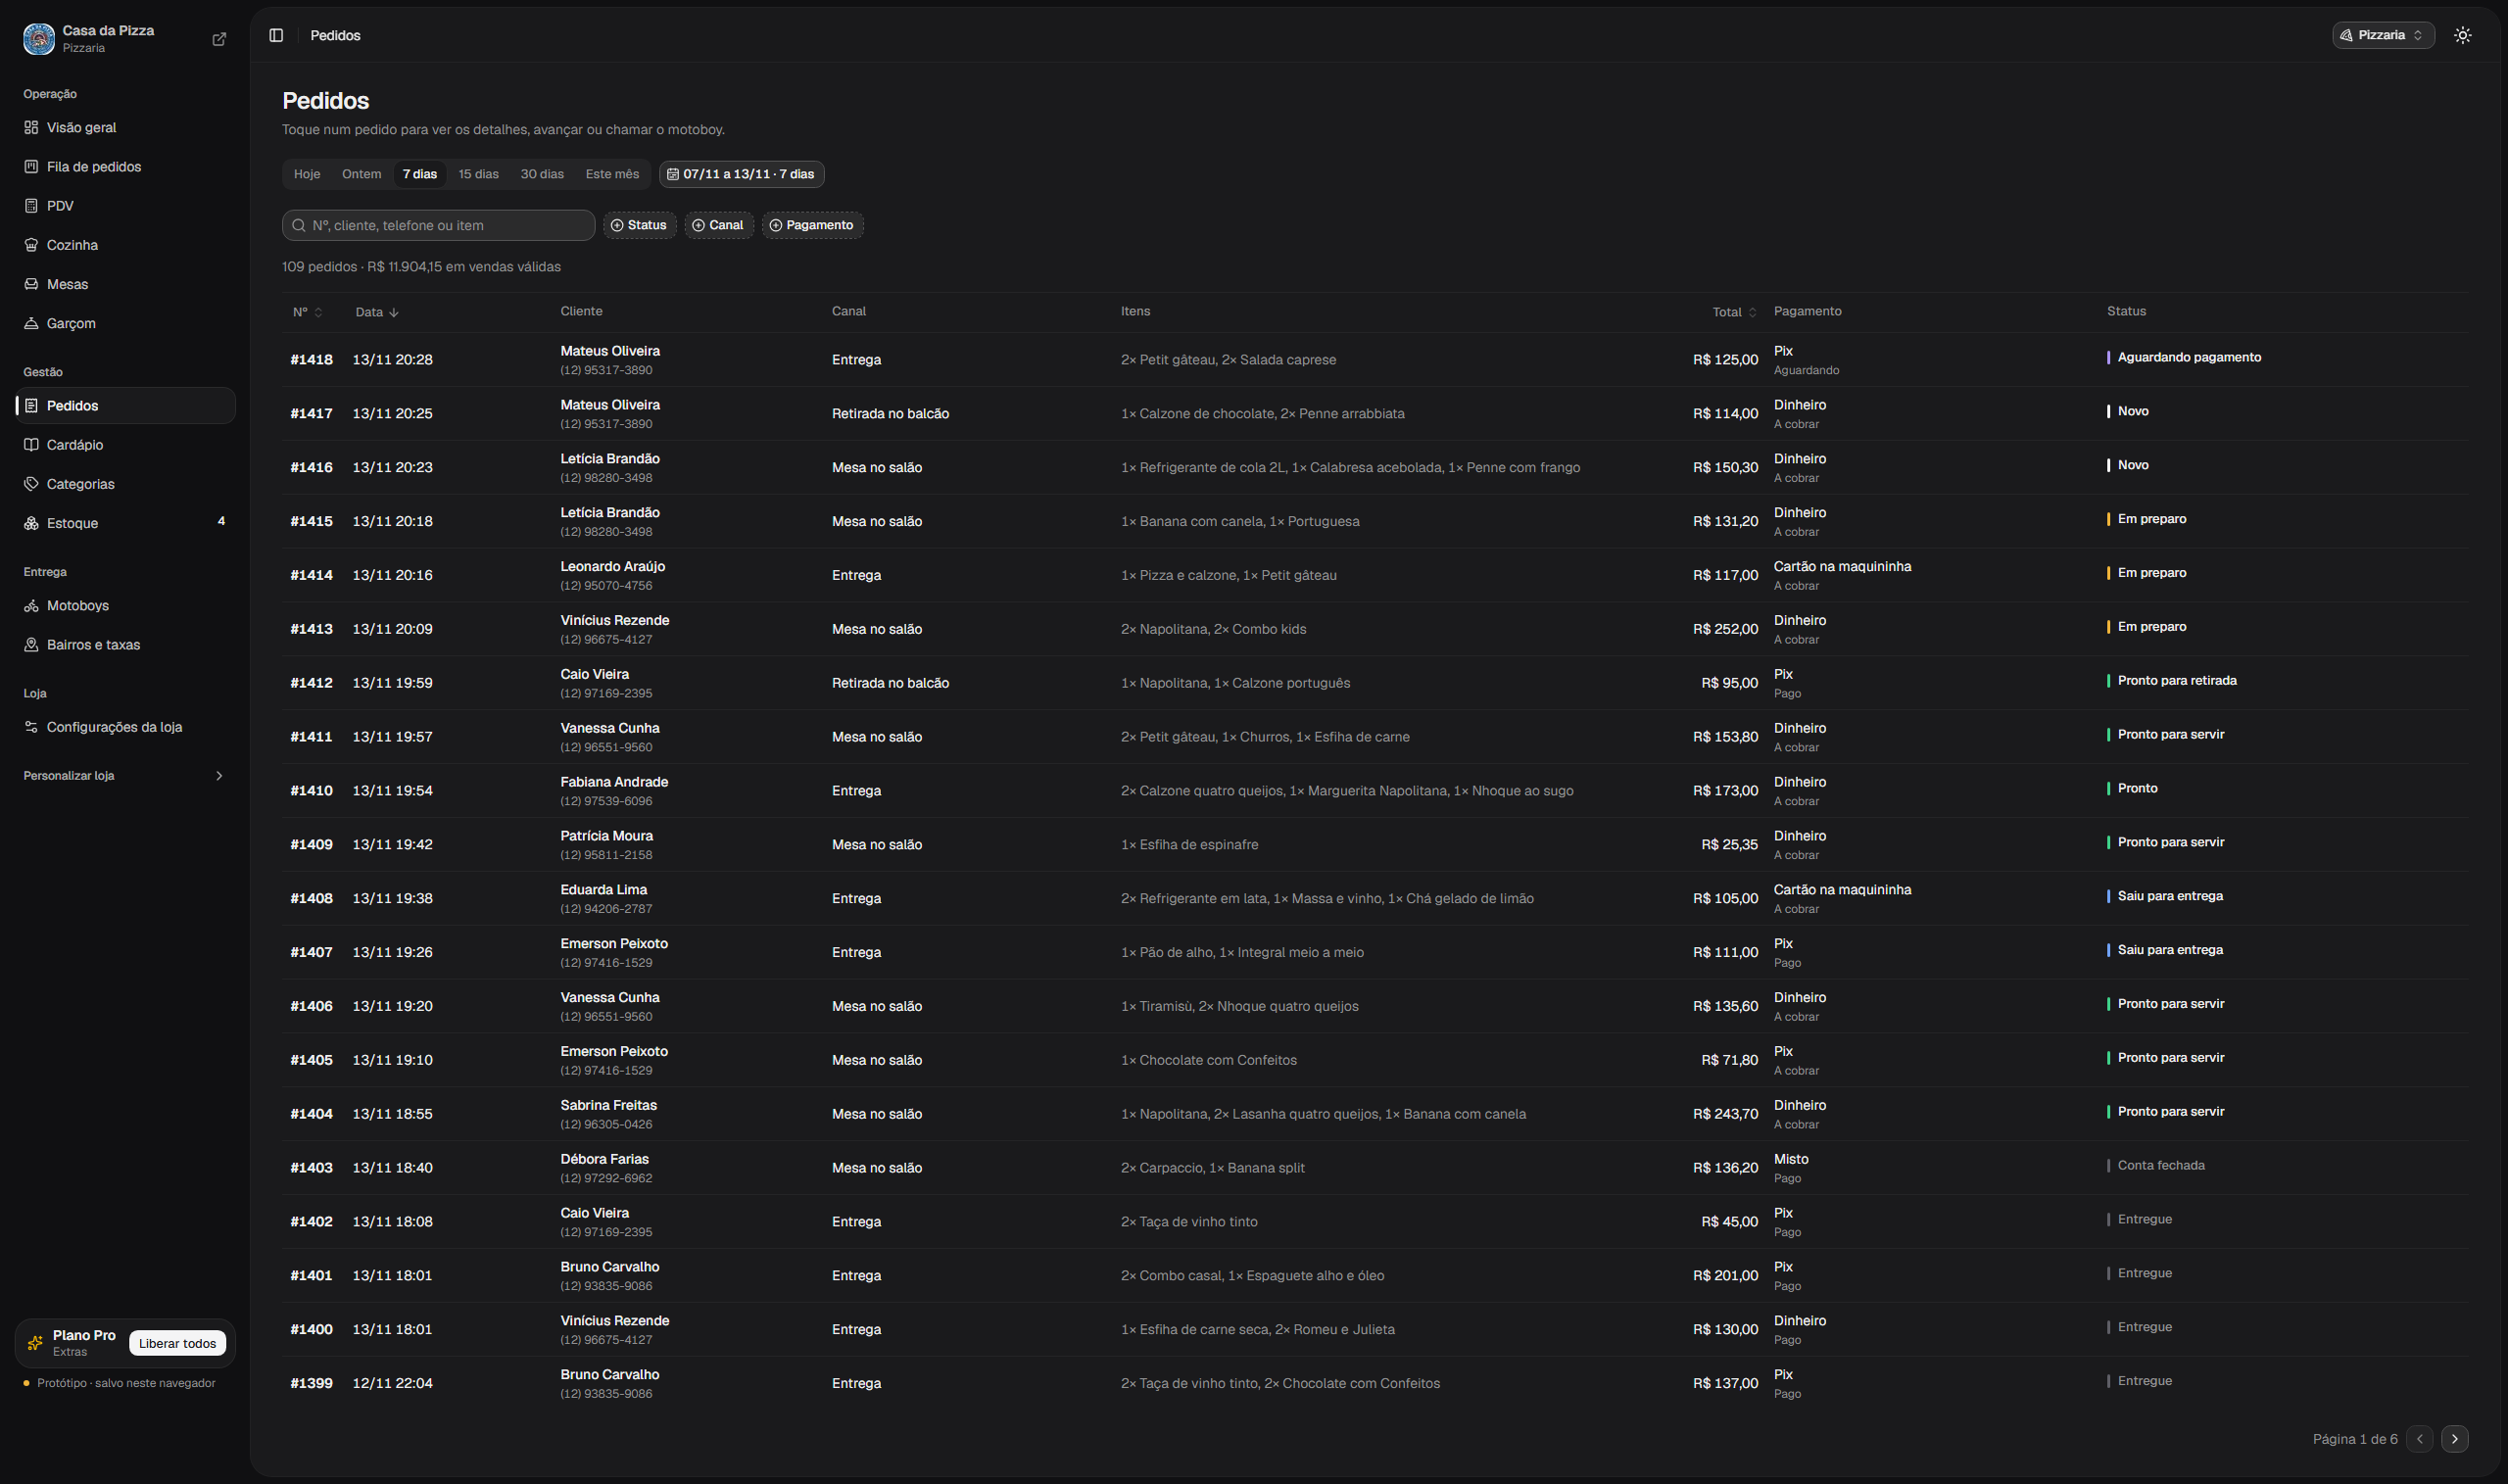 Casa da Pizza
Pizzaria
Operação
Visão geral
Fila de pedidos
PDV
Cozinha
Mesas
Garçom
Gestão
Pedidos
Cardápio
Categorias
Estoque 4
Entrega
Motoboys
Bairros e taxas
Loja
Configurações da loja
Personalizar loja
Plano Pro
Extras
Liberar todos
Protótipo · salvo neste navegador
Pedidos
Pizzaria
Pedidos
Toque num pedido para ver os detalhes, avançar ou chamar o motoboy.
Hoje Ontem 7 dias 15 dias 30 dias Este mês 07/11 a 13/11 · 7 dias
Nº, cliente, telefone ou item Status Canal Pagamento
109 pedidos · R$ 11.904,15 em vendas válidas
Nº Data Cliente Canal Itens Total Pagamento Status
#1418 13/11 20:28 Mateus Oliveira (12) 95317-3890 Entrega 2× Petit gâteau, 2× Salada caprese R$ 125,00 Pix Aguardando Aguardando pagamento
#1417 13/11 20:25 Mateus Oliveira (12) 95317-3890 Retirada no balcão 1× Calzone de chocolate, 2× Penne arrabbiata R$ 114,00 Dinheiro A cobrar Novo
#1416 13/11 20:23 Letícia Brandão (12) 98280-3498 Mesa no salão 1× Refrigerante de cola 2L, 1× Calabresa acebolada, 1× Penne com frango R$ 150,30 Dinheiro A cobrar Novo
#1415 13/11 20:18 Letícia Brandão (12) 98280-3498 Mesa no salão 1× Banana com canela, 1× Portuguesa R$ 131,20 Dinheiro A cobrar Em preparo
#1414 13/11 20:16 Leonardo Araújo (12) 95070-4756 Entrega 1× Pizza e calzone, 1× Petit gâteau R$ 117,00 Cartão na maquininha A cobrar Em preparo
#1413 13/11 20:09 Vinícius Rezende (12) 96675-4127 Mesa no salão 2× Napolitana, 2× Combo kids R$ 252,00 Dinheiro A cobrar Em preparo
#1412 13/11 19:59 Caio Vieira (12) 97169-2395 Retirada no balcão 1× Napolitana, 1× Calzone português R$ 95,00 Pix Pago Pronto para retirada
#1411 13/11 19:57 Vanessa Cunha (12) 96551-9560 Mesa no salão 2× Petit gâteau, 1× Churros, 1× Esfiha de carne R$ 153,80 Dinheiro A cobrar Pronto para servir
#1410 13/11 19:54 Fabiana Andrade (12) 97539-6096 Entrega 2× Calzone quatro queijos, 1× Marguerita Napolitana, 1× Nhoque ao sugo R$ 173,00 Dinheiro A cobrar Pronto
#1409 13/11 19:42 Patrícia Moura (12) 95811-2158 Mesa no salão 1× Esfiha de espinafre R$ 25,35 Dinheiro A cobrar Pronto para servir
#1408 13/11 19:38 Eduarda Lima (12) 94206-2787 Entrega 2× Refrigerante em lata, 1× Massa e vinho, 1× Chá gelado de limão R$ 105,00 Cartão na maquininha A cobrar Saiu para entrega
#1407 13/11 19:26 Emerson Peixoto (12) 97416-1529 Entrega 1× Pão de alho, 1× Integral meio a meio R$ 111,00 Pix Pago Saiu para entrega
#1406 13/11 19:20 Vanessa Cunha (12) 96551-9560 Mesa no salão 1× Tiramisù, 2× Nhoque quatro queijos R$ 135,60 Dinheiro A cobrar Pronto para servir
#1405 13/11 19:10 Emerson Peixoto (12) 97416-1529 Mesa no salão 1× Chocolate com Confeitos R$ 71,80 Pix A cobrar Pronto para servir
#1404 13/11 18:55 Sabrina Freitas (12) 96305-0426 Mesa no salão 1× Napolitana, 2× Lasanha quatro queijos, 1× Banana com canela R$ 243,70 Dinheiro A cobrar Pronto para servir
#1403 13/11 18:40 Débora Farias (12) 97292-6962 Mesa no salão 2× Carpaccio, 1× Banana split R$ 136,20 Misto Pago Conta fechada
#1402 13/11 18:08 Caio Vieira (12) 97169-2395 Entrega 2× Taça de vinho tinto R$ 45,00 Pix Pago Entregue
#1401 13/11 18:01 Bruno Carvalho (12) 93835-9086 Entrega 2× Combo casal, 1× Espaguete alho e óleo R$ 201,00 Pix Pago Entregue
#1400 13/11 18:01 Vinícius Rezende (12) 96675-4127 Entrega 1× Esfiha de carne seca, 2× Romeu e Julieta R$ 130,00 Dinheiro Pago Entregue
#1399 12/11 22:04 Bruno Carvalho (12) 93835-9086 Entrega 2× Taça de vinho tinto, 2× Chocolate com Confeitos R$ 137,00 Pix Pago Entregue
Página 1 de 6